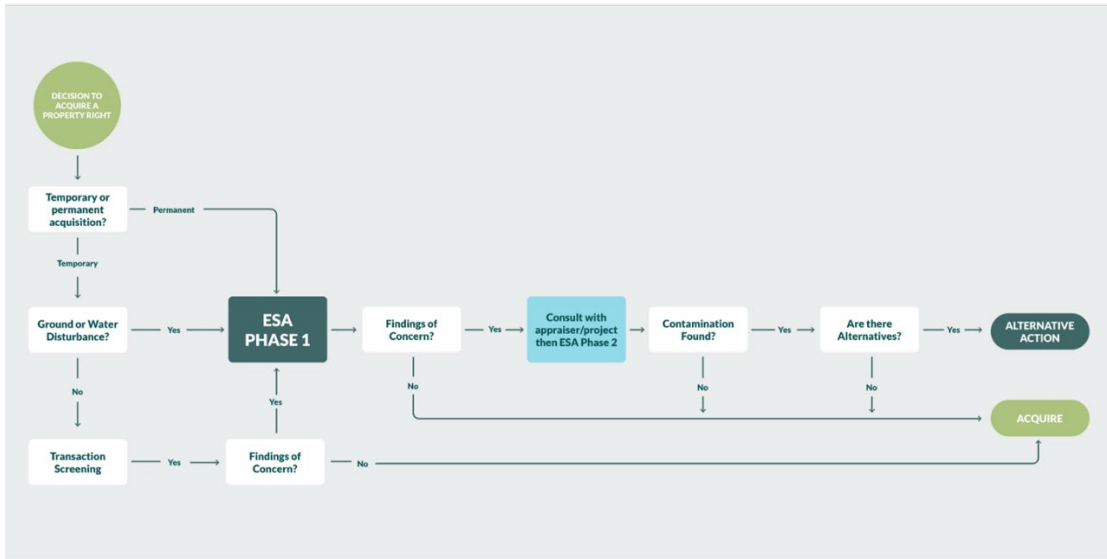 DECISION TO
ACQUIRE A
PROPERTY RIGHT
Temporary or
permanent
acquisition?
Permanent
Temporary
Ground or Water
Disturbance?
Yes
ESA
PHASE 1
Findings of
Concern?
Yes
Consult with
appraiser/project
then ESA Phase 2
Contamination
Found?
Yes
Are there
Alternatives?
Yes
ALTERNATIVE
ACTION
No
No
No
No
Yes
ACQUIRE
Transaction
Screening
Yes
Findings of
Concern?
No